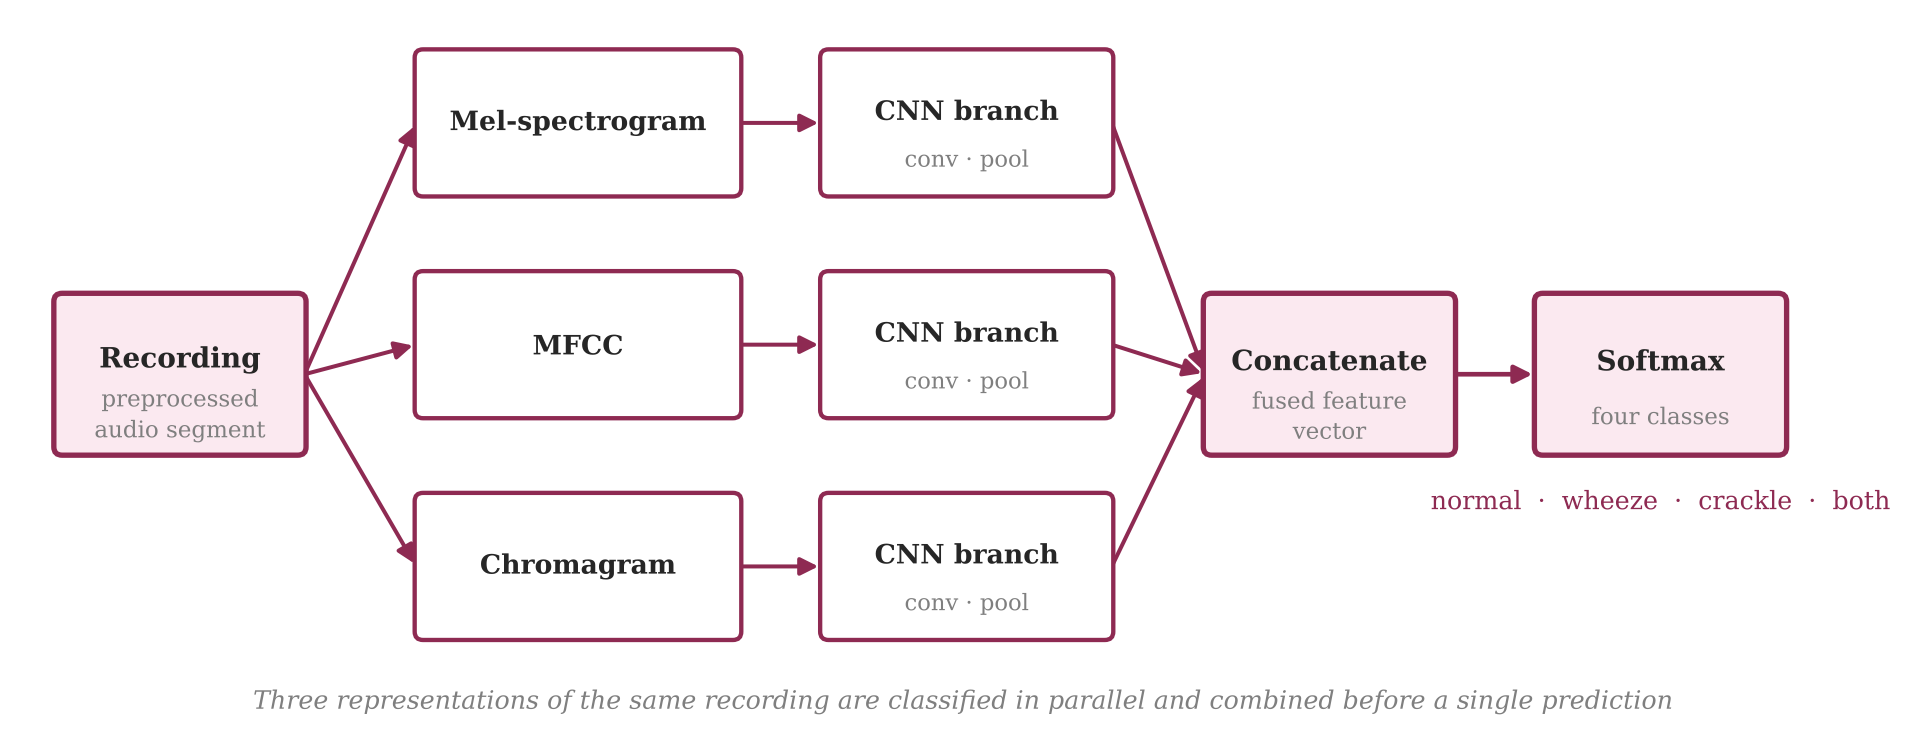 Recording
preprocessed
audio segment
Mel-spectrogram
CNN branch
conv · pool
MFCC
CNN branch
conv · pool
Chromagram
CNN branch
conv · pool
Concatenate
fused feature
vector
Softmax
four classes
normal · wheeze · crackle · both
Three representations of the same recording are classified in parallel and combined before a single prediction